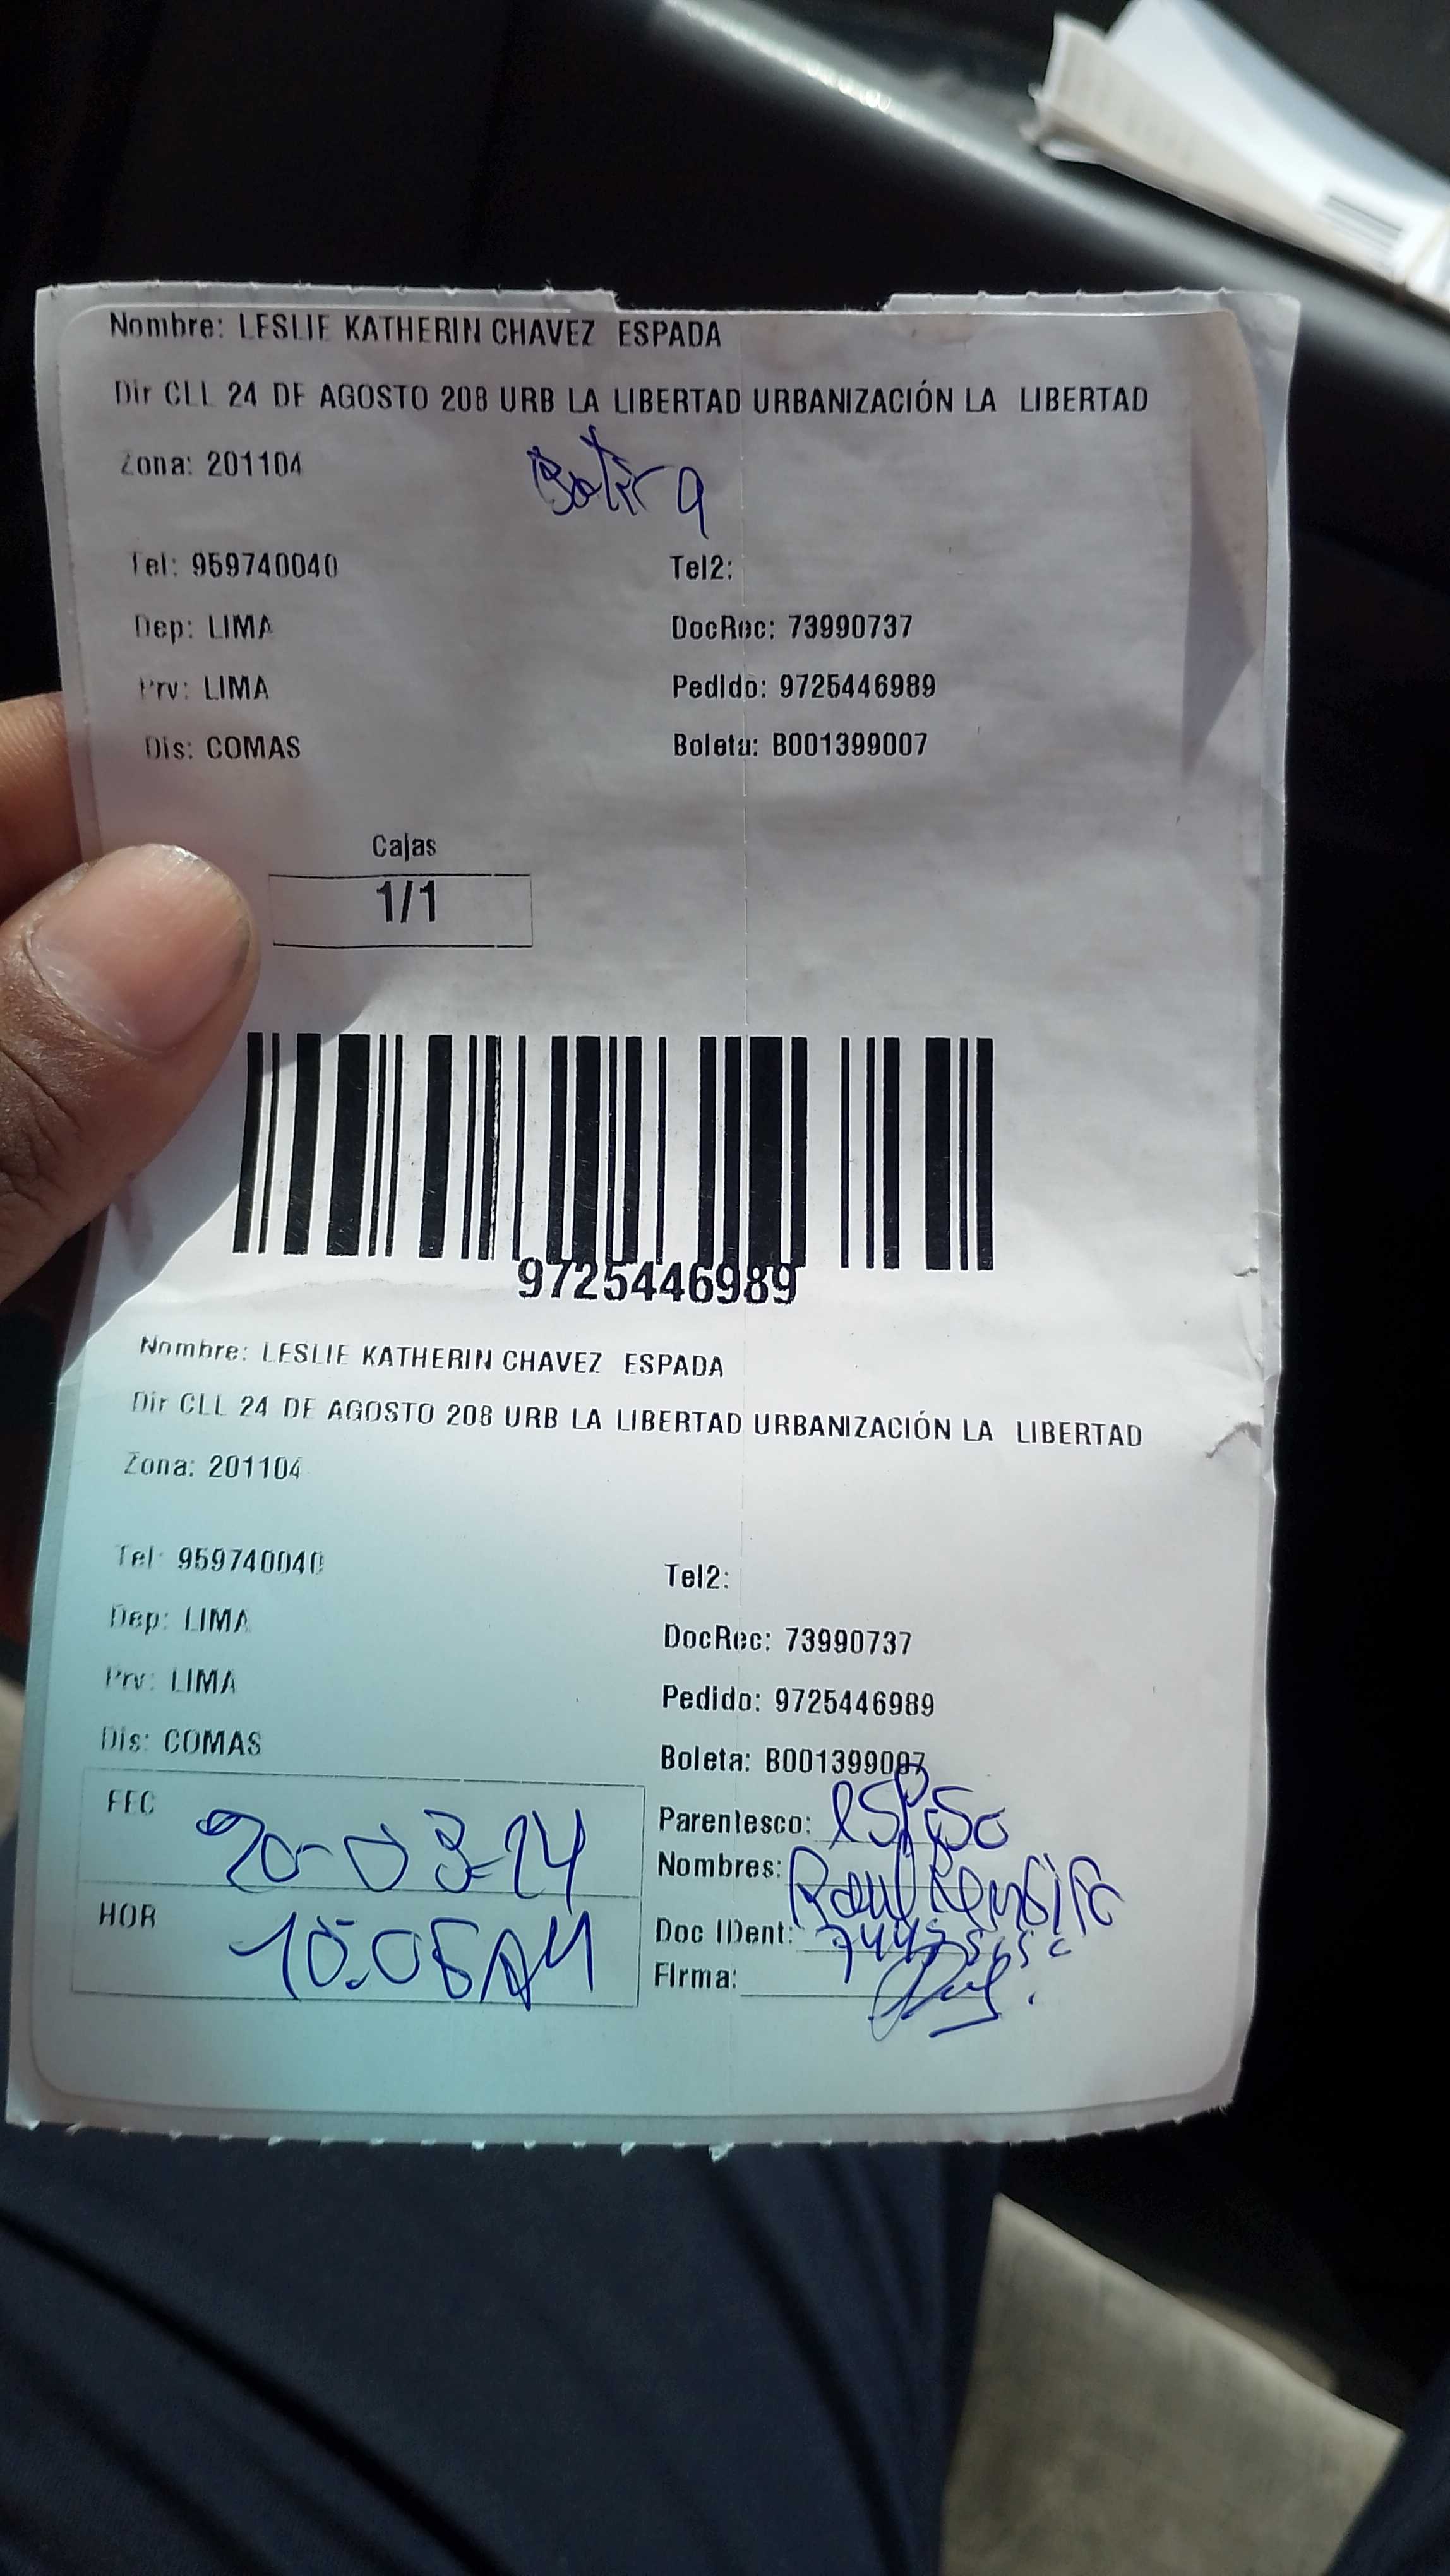 Nombre: LESLIE KATHERIN CHAVEZ ESPADA
Dir CLL 24 DE AGOSTO 208 URB LA LIBERTAD URBANIZACIÓN LA LIBERTAD
Zona: 201104
Tel: 959740040 Tel2:
Dep: LIMA DocRec: 73990737
Prv: LIMA Pedido: 9725446989
Dis: COMAS Boleta: B001399007
Cajas
1/1
9725446989
Nombre: LESLIE KATHERIN CHAVEZ ESPADA
Dir CLL 24 DE AGOSTO 208 URB LA LIBERTAD URBANIZACIÓN LA LIBERTAD
Zona: 201104
Tel: 959740040 Tel2:
Dep: LIMA DocRec: 73990737
Prv: LIMA Pedido: 9725446989
Dis: COMAS Boleta: B001399007
FEC 20-03-24 Parentesco: esposo
Nombres: Raul
HOR 10:05 AM Doc IDent:
Firma: